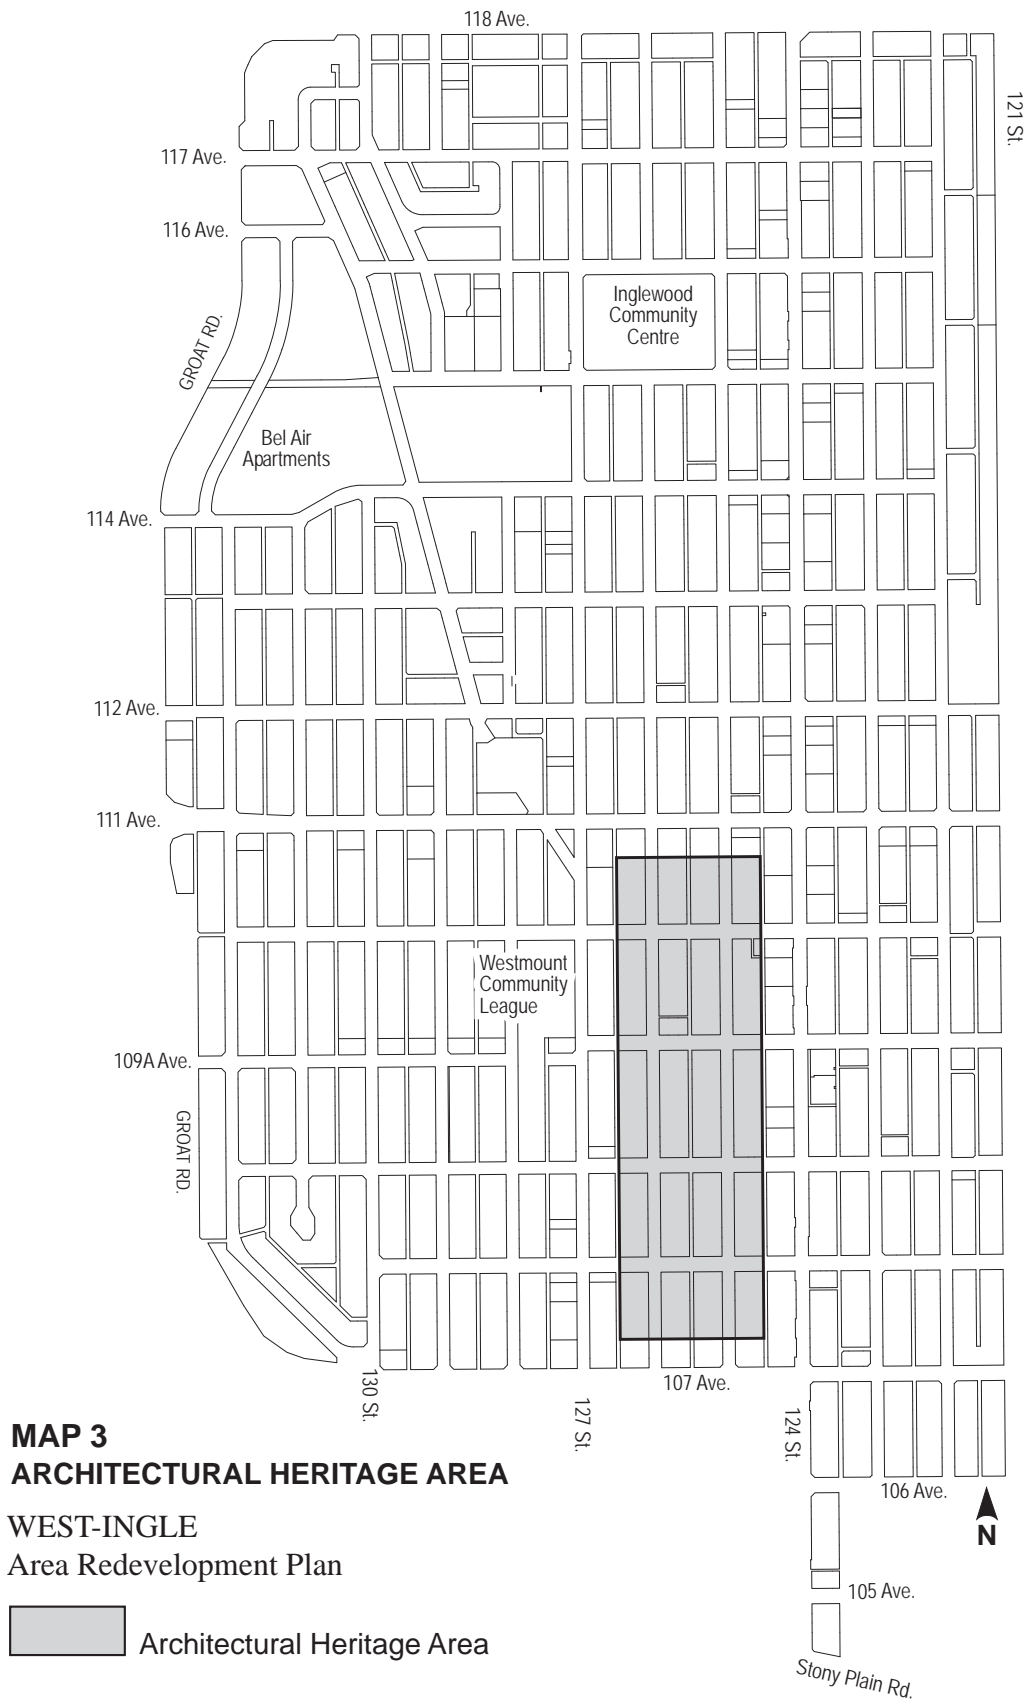 118 Ave.
121 St.
117 Ave.
116 Ave.
Inglewood
Community
Centre
GROAT RD.
Bel Air
Apartments
114 Ave.
112 Ave.
111 Ave.
Westmount
Community
League
109A Ave.
GROAT RD.
130 St.
107 Ave.
127 St.
124 St.
MAP 3
ARCHITECTURAL HERITAGE AREA
106 Ave.
N
WEST-INGLE
Area Redevelopment Plan
105 Ave.
Architectural Heritage Area
Stony Plain Rd.